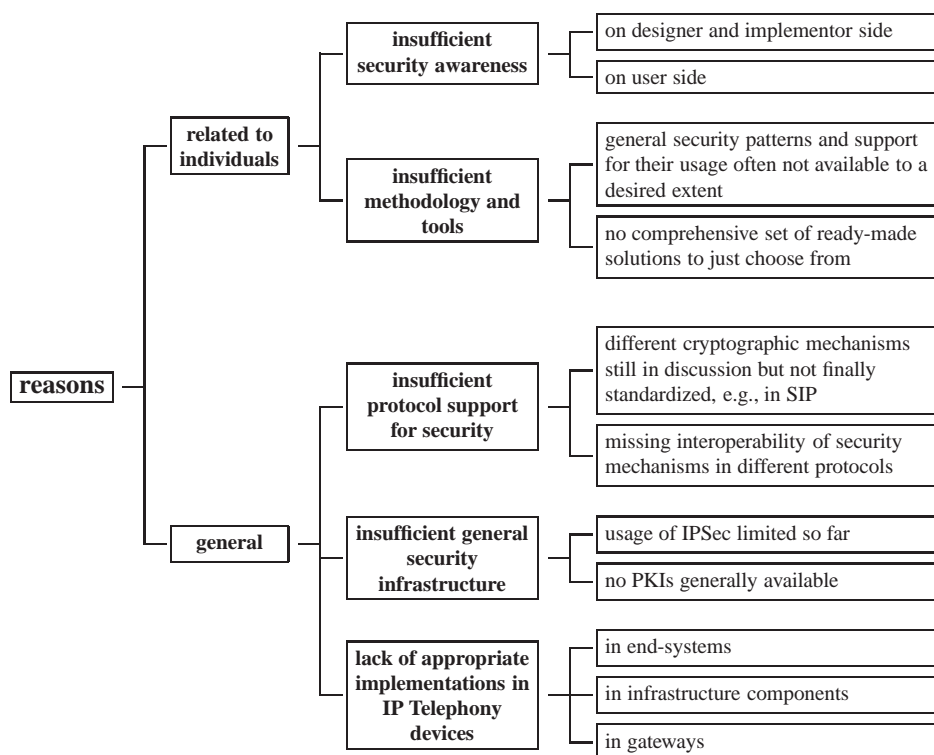 insufficient
security awareness
on designer and implementor side
on user side
related to
individuals
insufficient
methodology and
tools
general security patterns and support
for their usage often not available to a
desired extent
no comprehensive set of ready-made
solutions to just choose from
reasons
insufficient
protocol support
for security
different cryptographic mechanisms
still in discussion but not finally
standardized, e.g., in SIP
missing interoperability of security
mechanisms in different protocols
general
insufficient general
security
infrastructure
usage of IPSec limited so far
no PKIs generally available
lack of appropriate
implementations in
IP Telephony
devices
in end-systems
in infrastructure components
in gateways